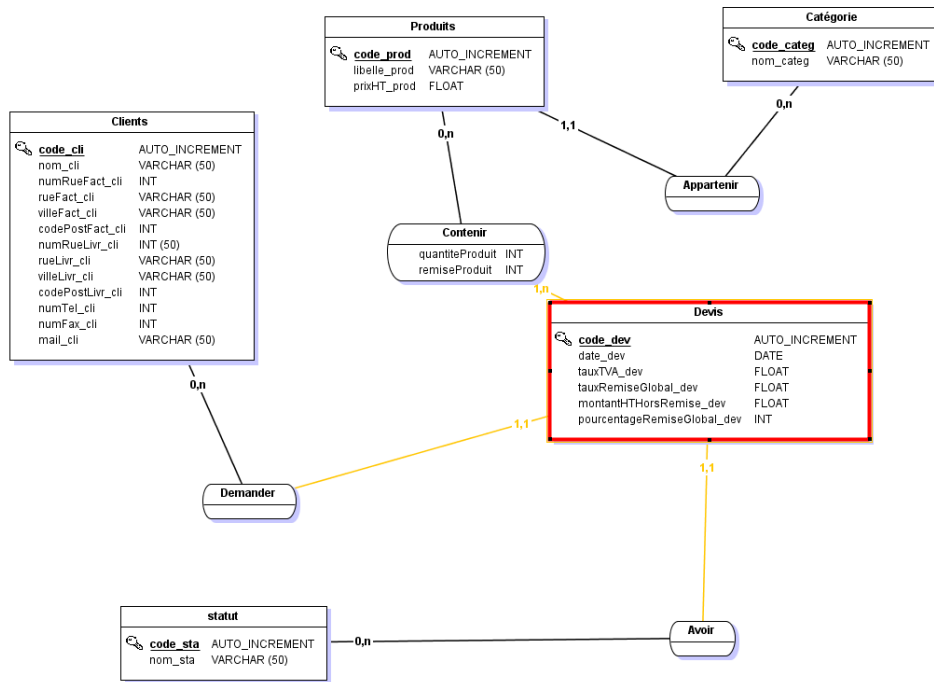 Produits
code_prod AUTO_INCREMENT
libelle_prod VARCHAR (50)
prixHT_prod FLOAT
Catégorie
code_categ AUTO_INCREMENT
nom_categ VARCHAR (50)
Clients
code_cli AUTO_INCREMENT
nom_cli VARCHAR (50)
numRueFact_cli INT
rueFact_cli VARCHAR (50)
villeFact_cli VARCHAR (50)
codePostFact_cli INT
numRueLivr_cli INT (50)
rueLivr_cli VARCHAR (50)
villeLivr_cli VARCHAR (50)
codePostLivr_cli INT
numTel_cli INT
numFax_cli INT
mail_cli VARCHAR (50)
0,n
1,1
0,n
Appartenir
Contenir
quantiteProduit INT
remiseProduit INT
1,n
Devis
code_dev AUTO_INCREMENT
date_dev DATE
tauxTVA_dev FLOAT
tauxRemiseGlobal_dev FLOAT
montantHTHorsRemise_dev FLOAT
pourcentageRemiseGlobal_dev INT
0,n
1,1
1,1
Demander
statut
code_sta AUTO_INCREMENT
nom_sta VARCHAR (50)
0,n
Avoir